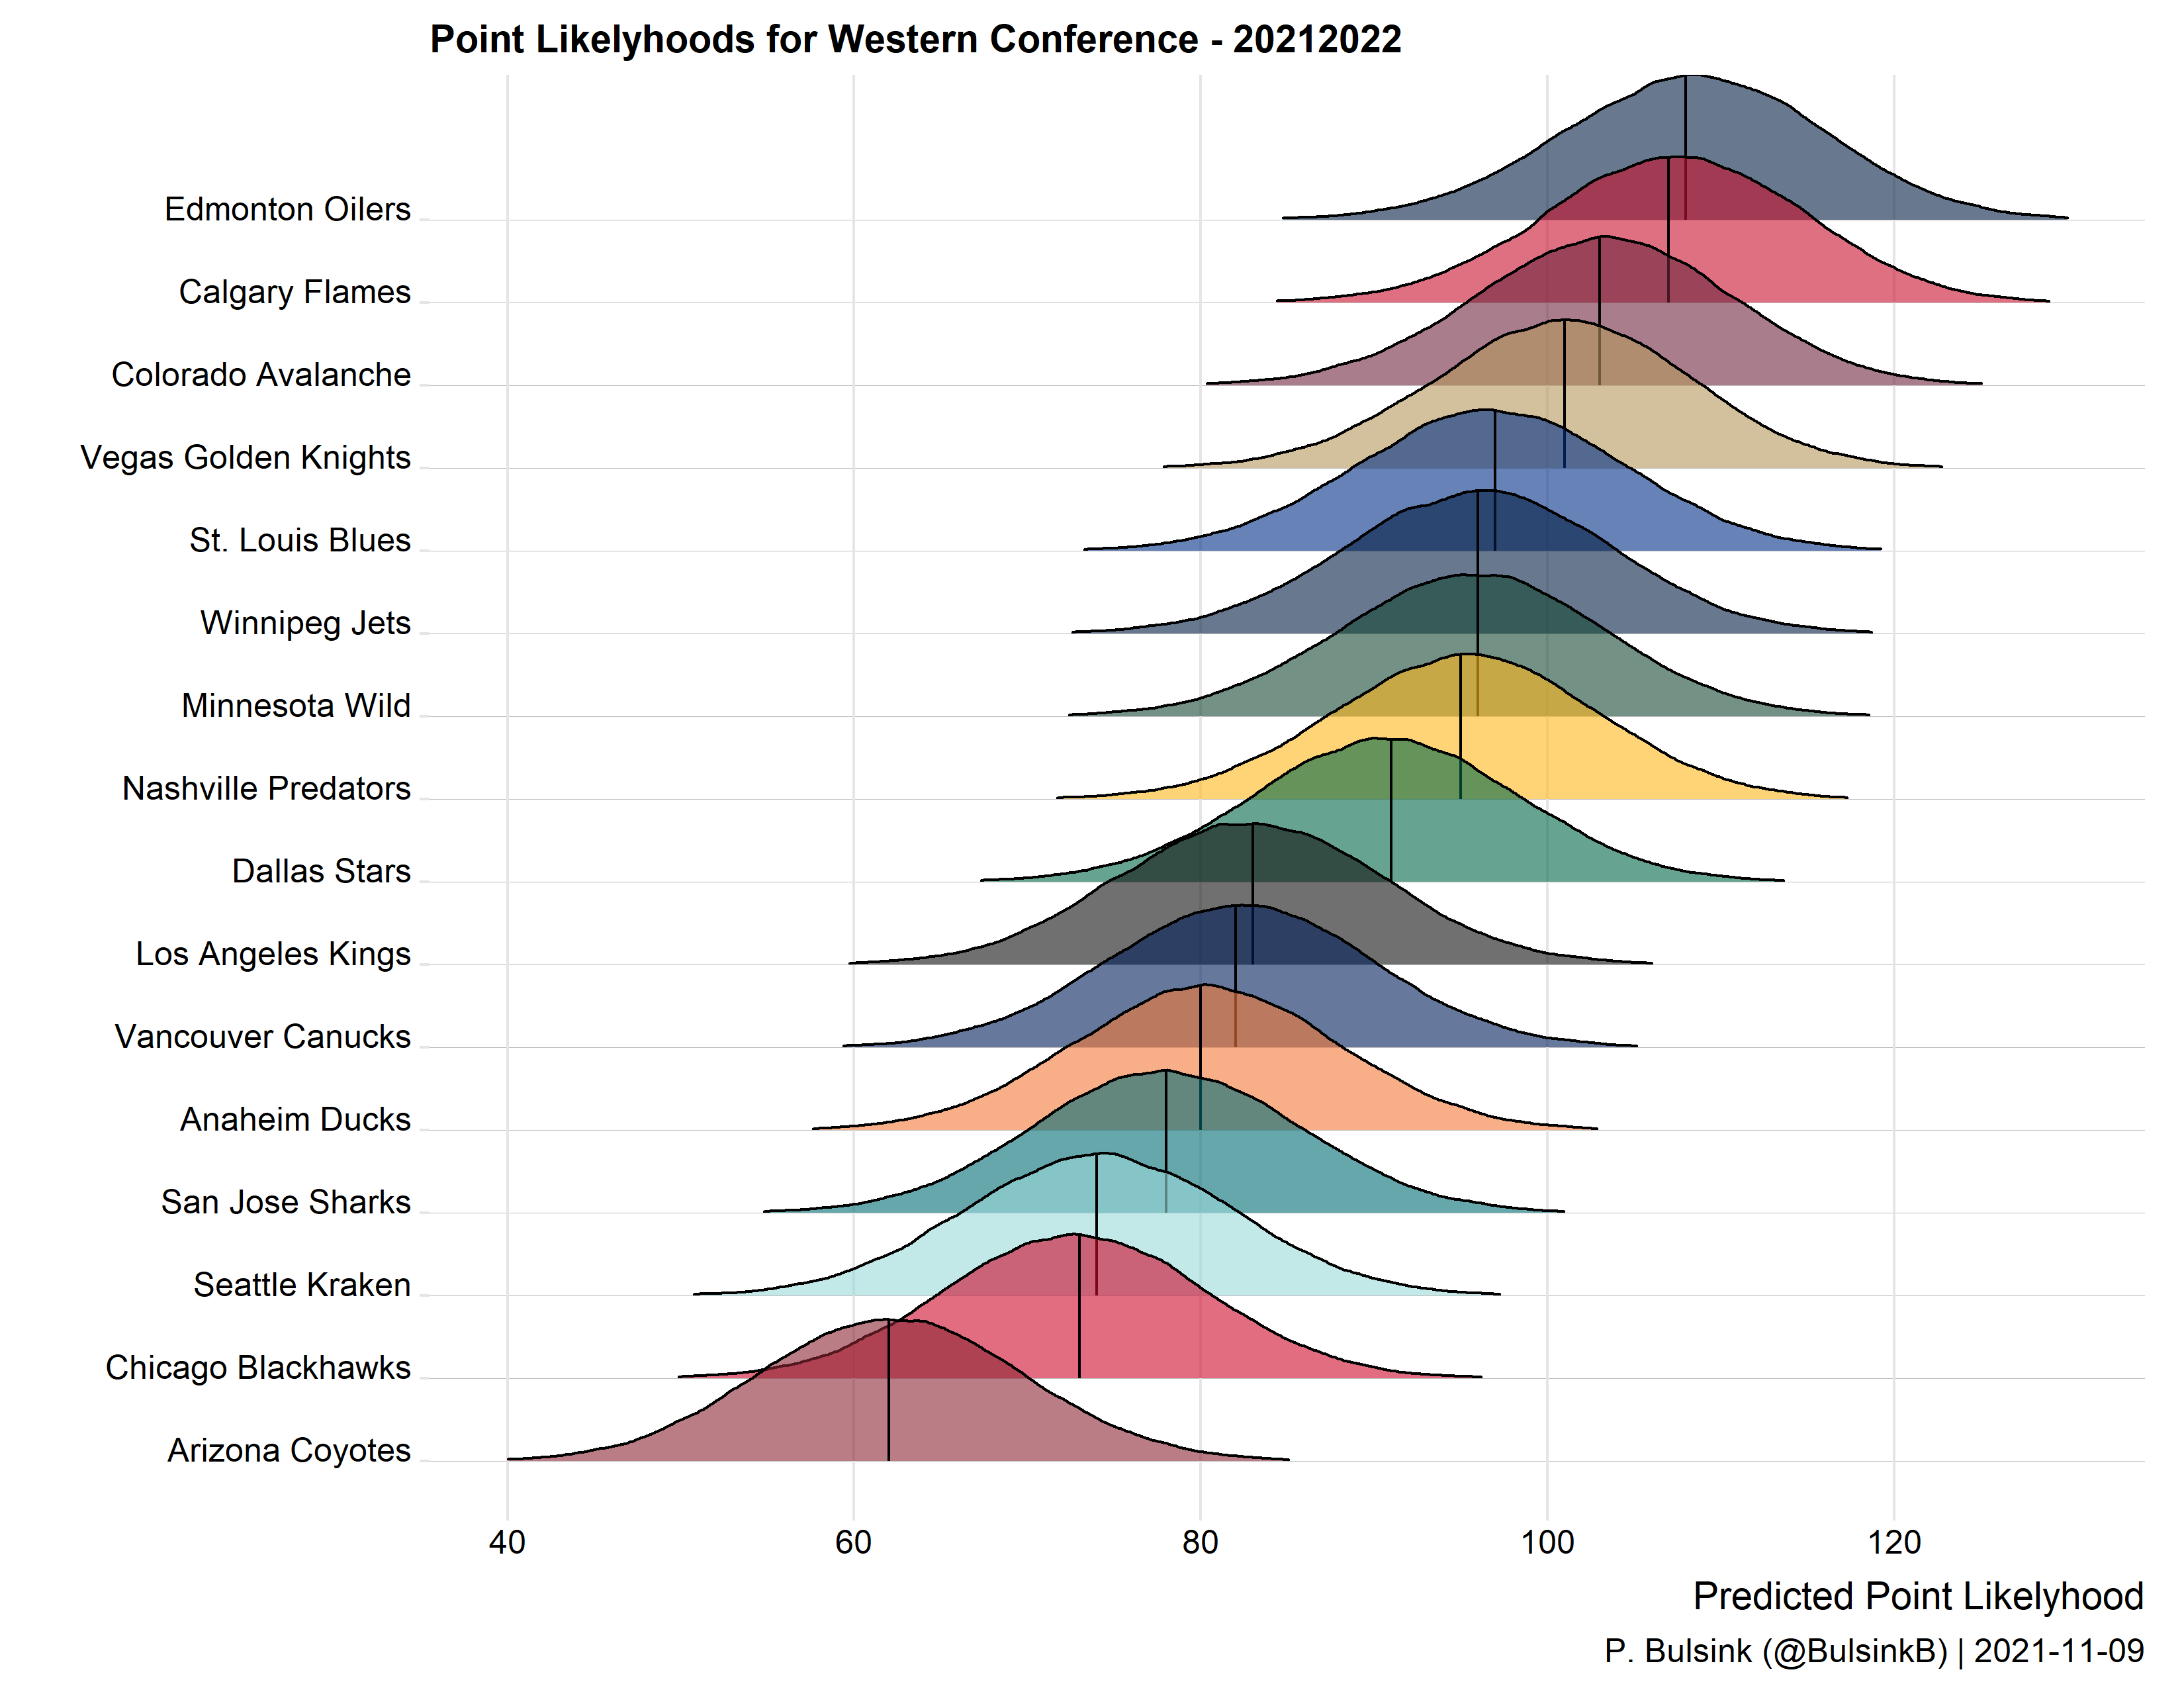 Point Likelyhoods for Western Conference - 20212022
Edmonton Oilers
Calgary Flames
Colorado Avalanche
Vegas Golden Knights
St. Louis Blues
Winnipeg Jets
Minnesota Wild
Nashville Predators
Dallas Stars
Los Angeles Kings
Vancouver Canucks
Anaheim Ducks
San Jose Sharks
Seattle Kraken
Chicago Blackhawks
Arizona Coyotes
40 60 80 100 120
Predicted Point Likelyhood
P. Bulsink (@BulsinkB) | 2021-11-09